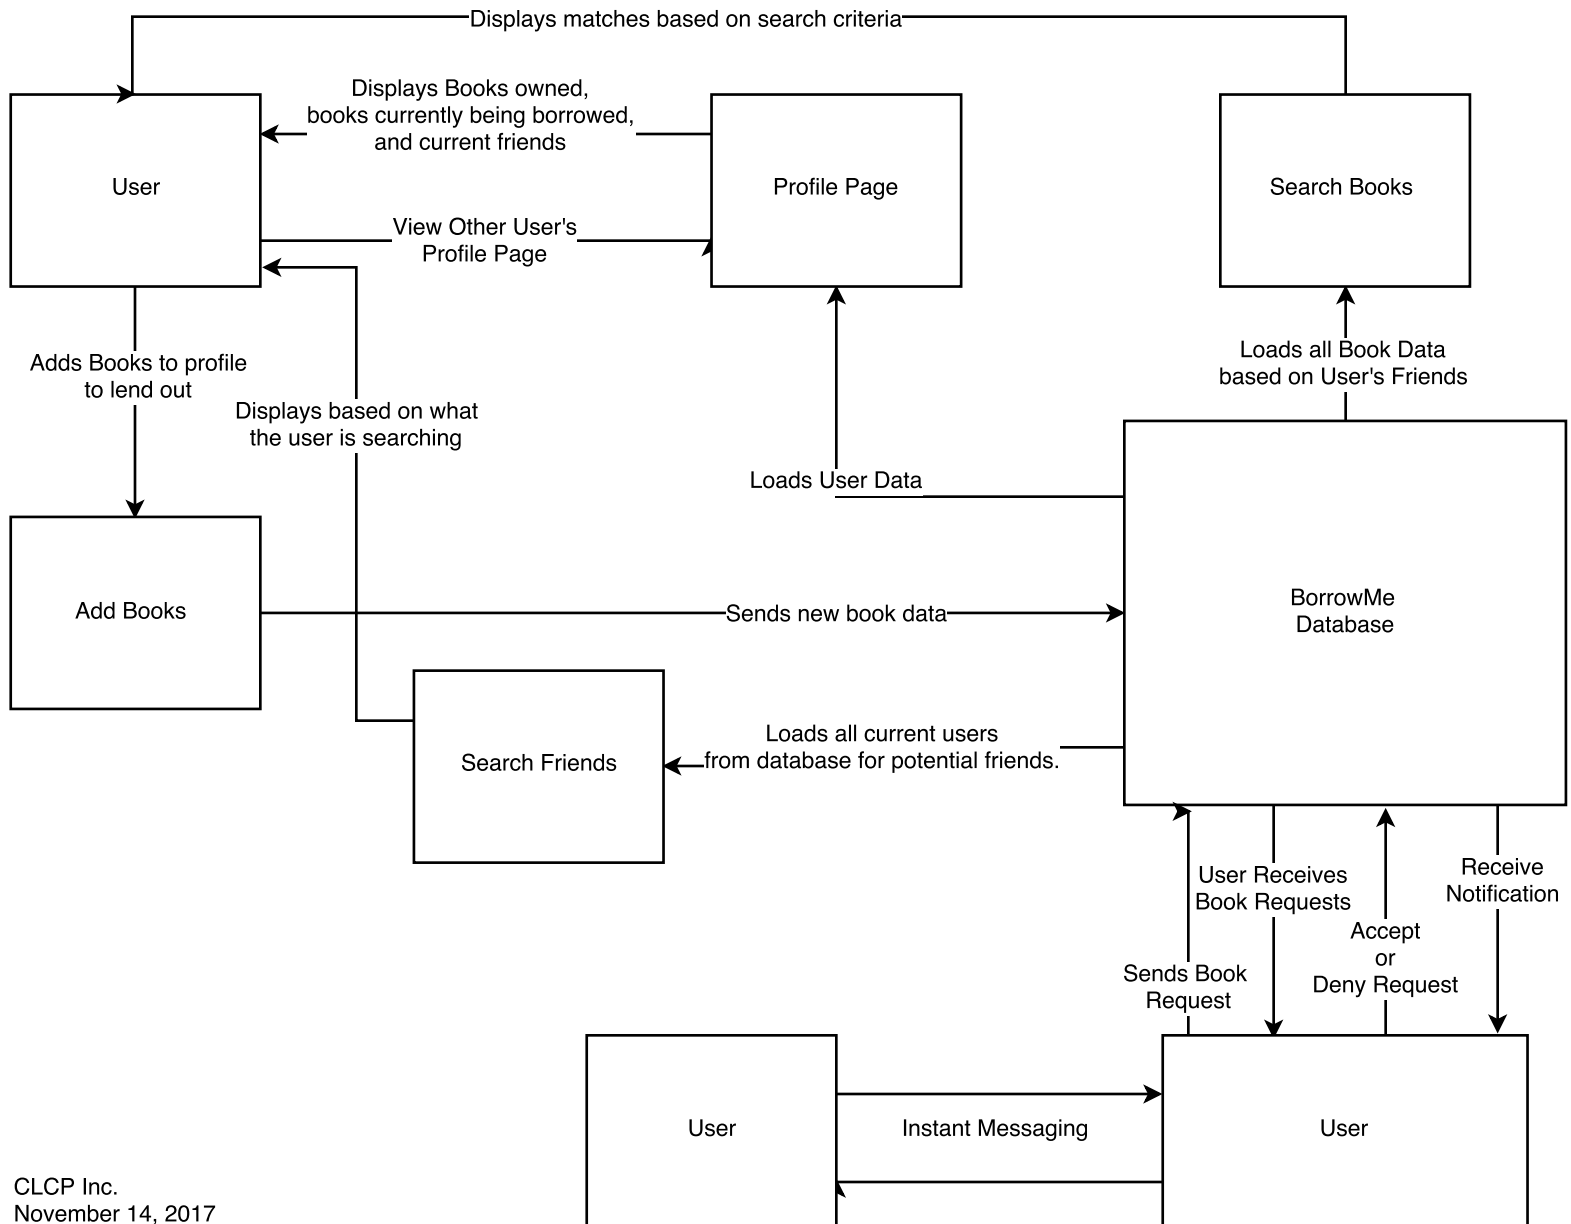 Displays matches based on search criteria
Displays Books owned,
books currently being borrowed,
and current friends
User
Profile Page
Search Books
View Other User's
Profile Page
Adds Books to profile
to lend out
Loads all Book Data
based on User's Friends
Displays based on what
the user is searching
Loads User Data
Add Books
Sends new book data
BorrowMe
Database
Search Friends
Loads all current users
from database for potential friends.
User Receives
Book Requests
Receive
Notification
Accept
or
Deny Request
Sends Book
Request
User
Instant Messaging
User
CLCP Inc.
November 14, 2017